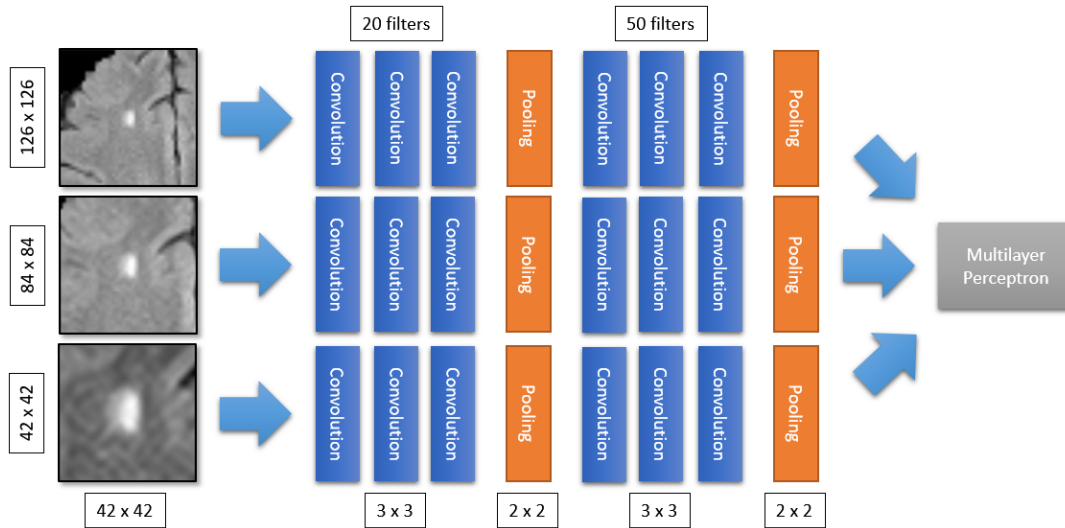 20 filters
50 filters
126 x 126
Convolution
Convolution
Convolution
Pooling
Convolution
Convolution
Convolution
Pooling
84 x 84
Convolution
Convolution
Convolution
Pooling
Convolution
Convolution
Convolution
Pooling
Multilayer
Perceptron
42 x 42
Convolution
Convolution
Convolution
Pooling
Convolution
Convolution
Convolution
Pooling
42 x 42
3 x 3
2 x 2
3 x 3
2 x 2